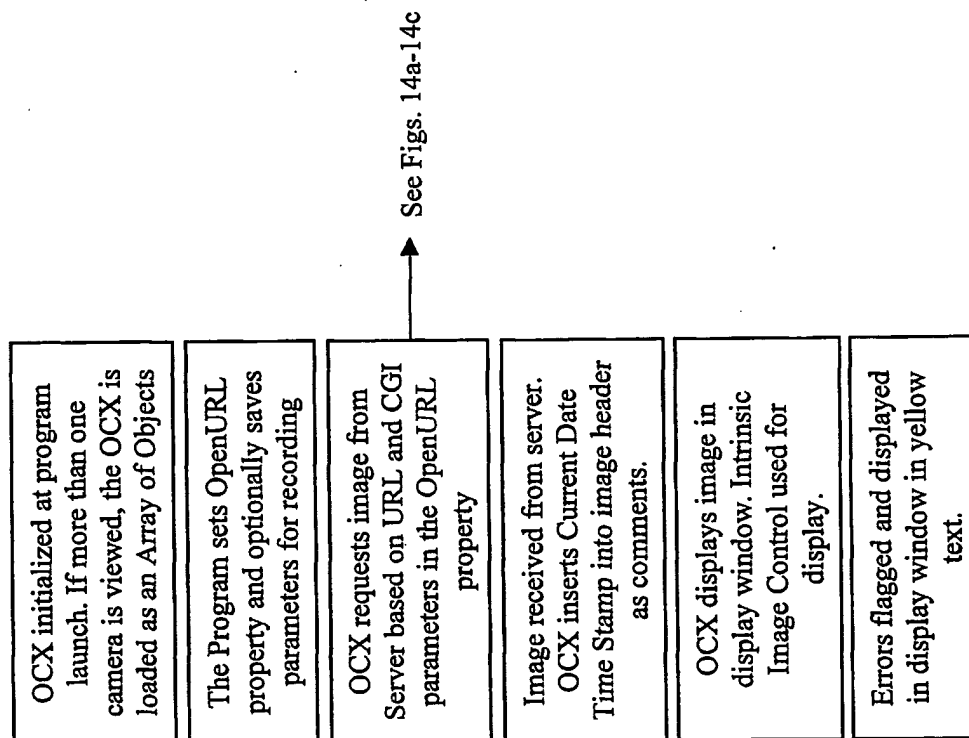 OCX initialized at program
launch. If more than one
camera is viewed, the OCX is
loaded as an Array of Objects
The Program sets OpenURL
property and optionally saves
parameters for recording
OCX requests image from
Server based on URL and CGI
parameters in the OpenURL
property
See Figs. 14a-14c
Image received from server.
OCX inserts Current Date
Time Stamp into image header
as comments.
OCX displays image in
display window. Intrinsic
Image Control used for
display.
Errors flagged and displayed
in display window in yellow
text.